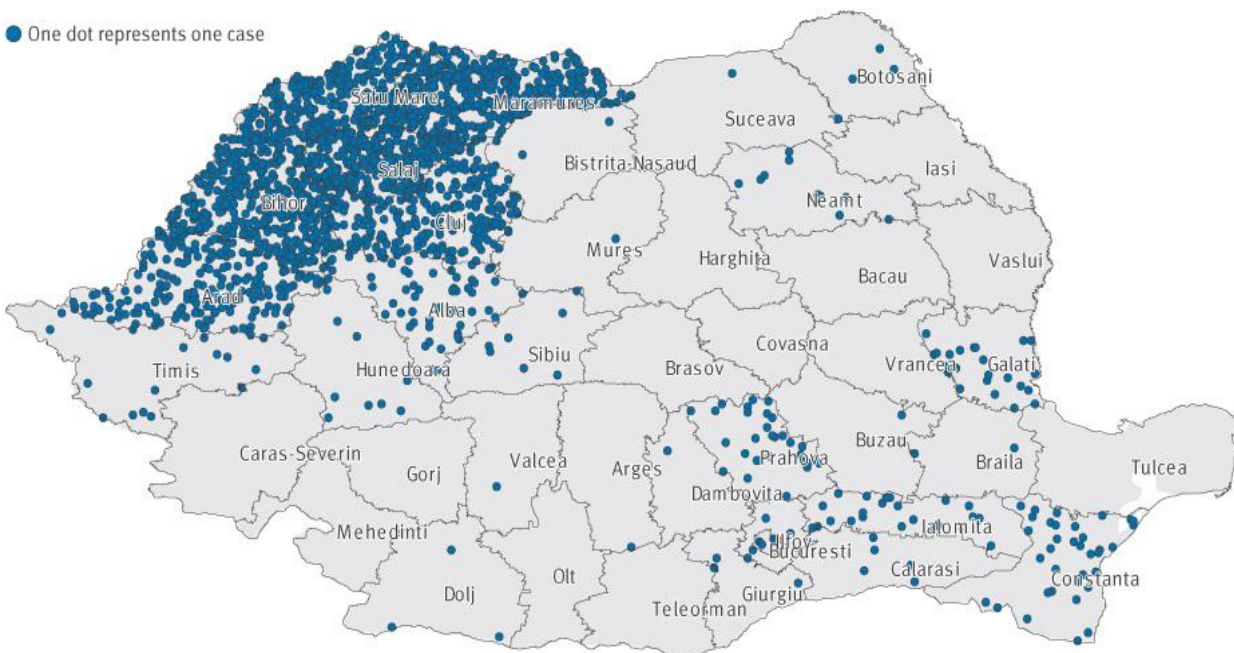 One dot represents one case
Botosani
Satu Mare
Maramures
Suceava
Iasi
Bistrita-Nasaud
Salaj
Neamt
Bihor
Cluj
Mures
Harghita
Bacau
Vaslui
Arad
Alba
Covasna
Sibiu
Vrancea
Galati
Timis
Hunedoara
Brasov
Buzau
Caras-Severin
Valcea
Prahova
Braila
Tulcea
Gorj
Arges
Dambovita
Mehedinti
Ialomita
Ilfov
Bucuresti
Calarasi
Constanta
Olt
Dolj
Giurgiu
Teleorman